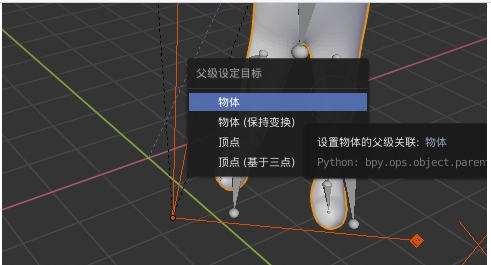 父级设定目标
物体
物体 (保持变换)
顶点
设置物体的父级关联: 物体
顶点 (基于三点)
Python: bpy.ops.object.paren